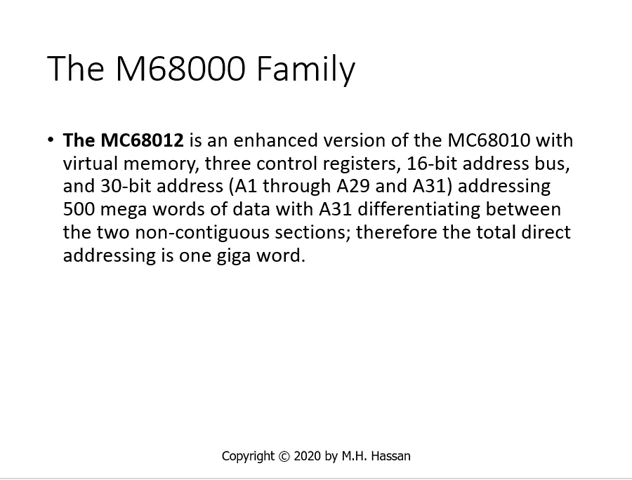 The M68000 Family
• The MC68012 is an enhanced version of the MC68010 with
virtual memory, three control registers, 16-bit address bus,
and 30-bit address (A1 through A29 and A31) addressing
500 mega words of data with A31 differentiating between
the two non-contiguous sections; therefore the total direct
addressing is one giga word.
Copyright © 2020 by M.H. Hassan